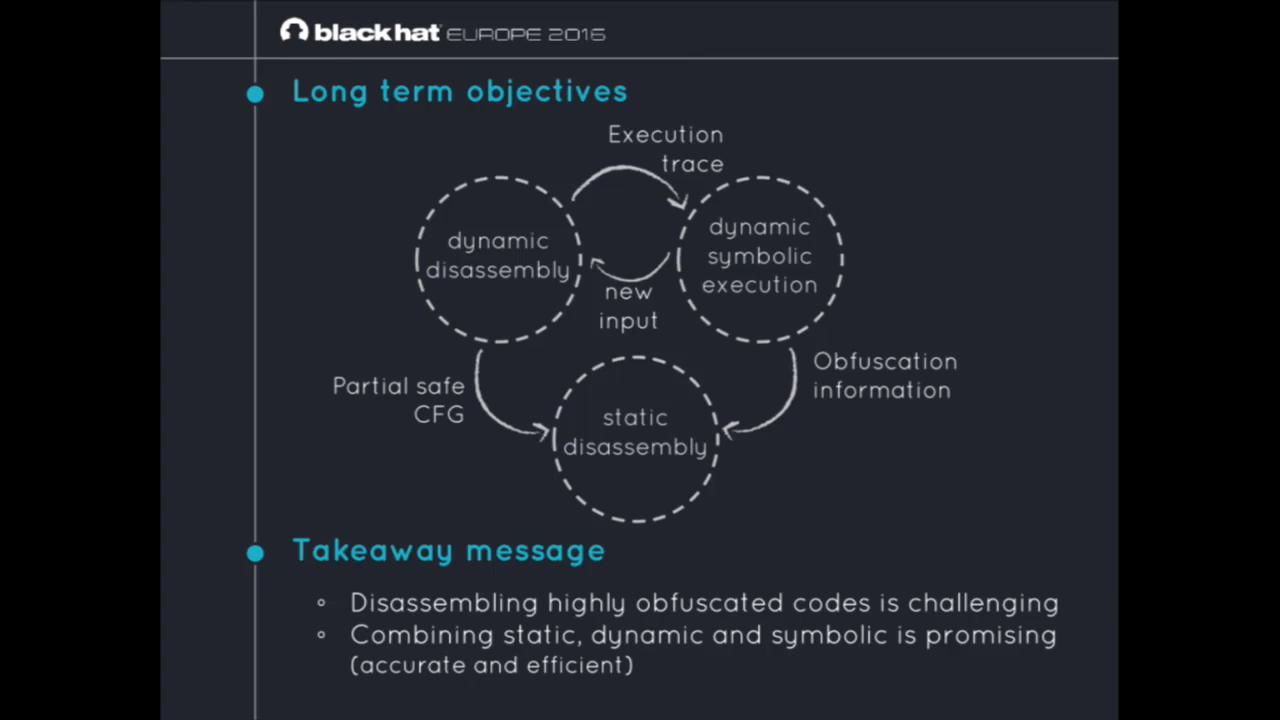 black hat EUROPE 2016
Long term objectives
Execution
trace
dynamic
disassembly
dynamic
symbolic
execution
new
input
Partial safe
CFG
Obfuscation
information
static
disassembly
Takeaway message
Disassembling highly obfuscated codes is challenging
Combining static, dynamic and symbolic is promising
(accurate and efficient)